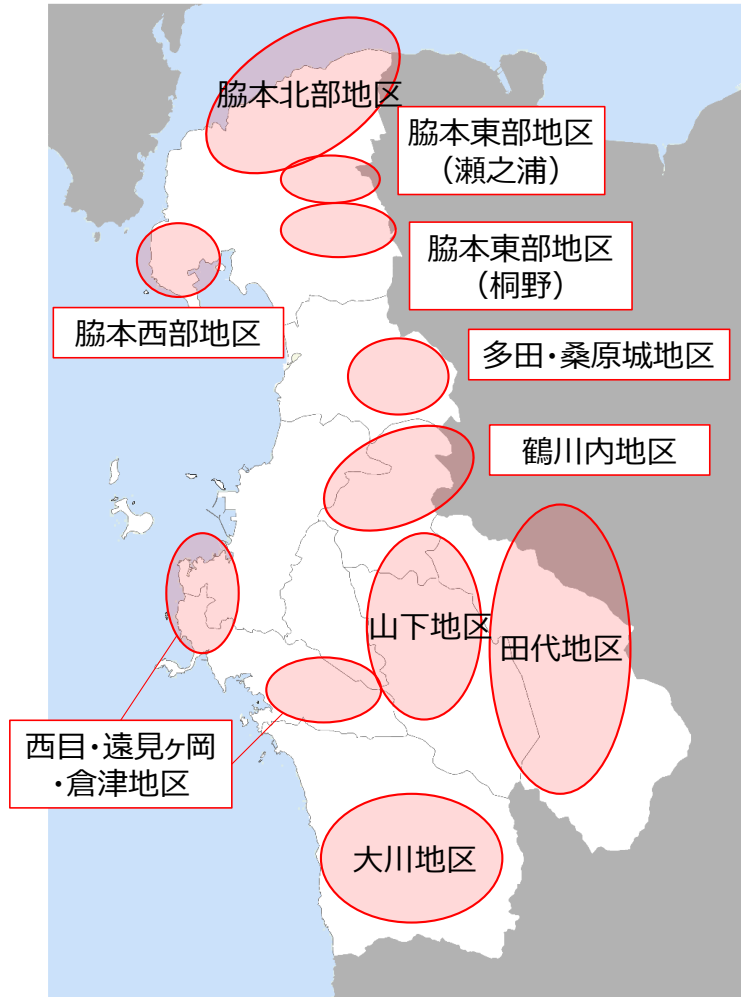 脇本北部地区
脇本東部地区
（瀬之浦）
脇本東部地区
（桐野）
脇本西部地区
多田・桑原城地区
鶴川内地区
山下地区
田代地区
西目・遠見ヶ岡
・倉津地区
大川地区